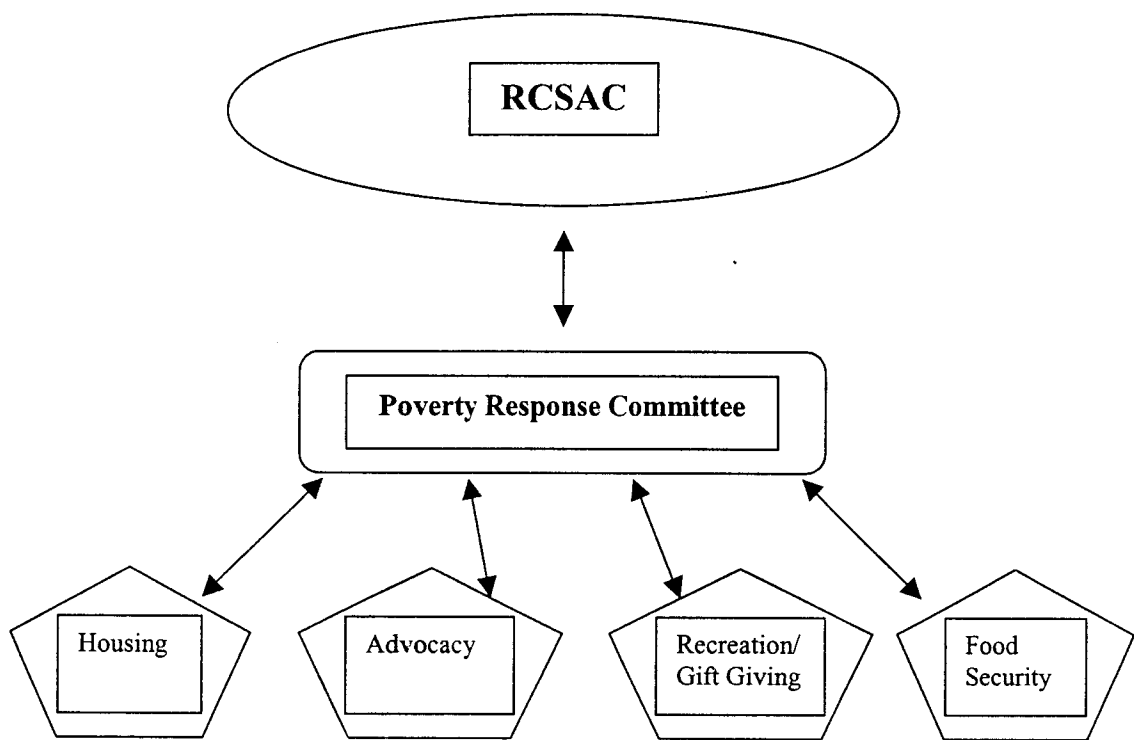 RCSAC
Poverty Response Committee
Housing
Advocacy
Recreation/
Gift Giving
Food
Security